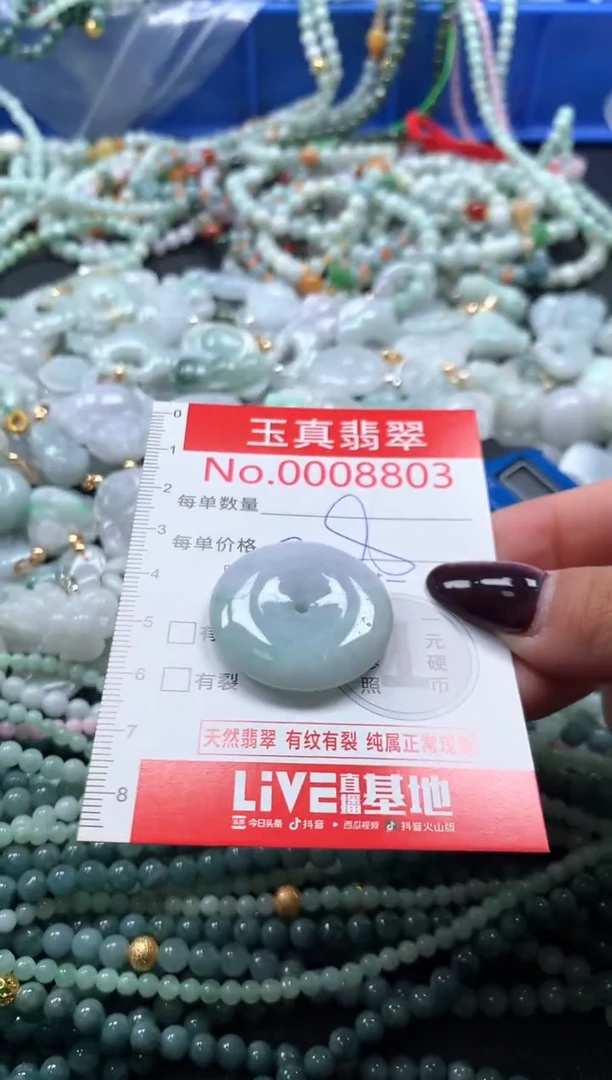 玉真翡翠
No.0008803
每单数量
每单价格
有裂
照
一元硬币
天然翡翠 有纹有裂 纯属正常现
LiVE直播基地
今日头条 抖音 西瓜视频 抖音火山版
0
1
2
3
4
5
6
7
8